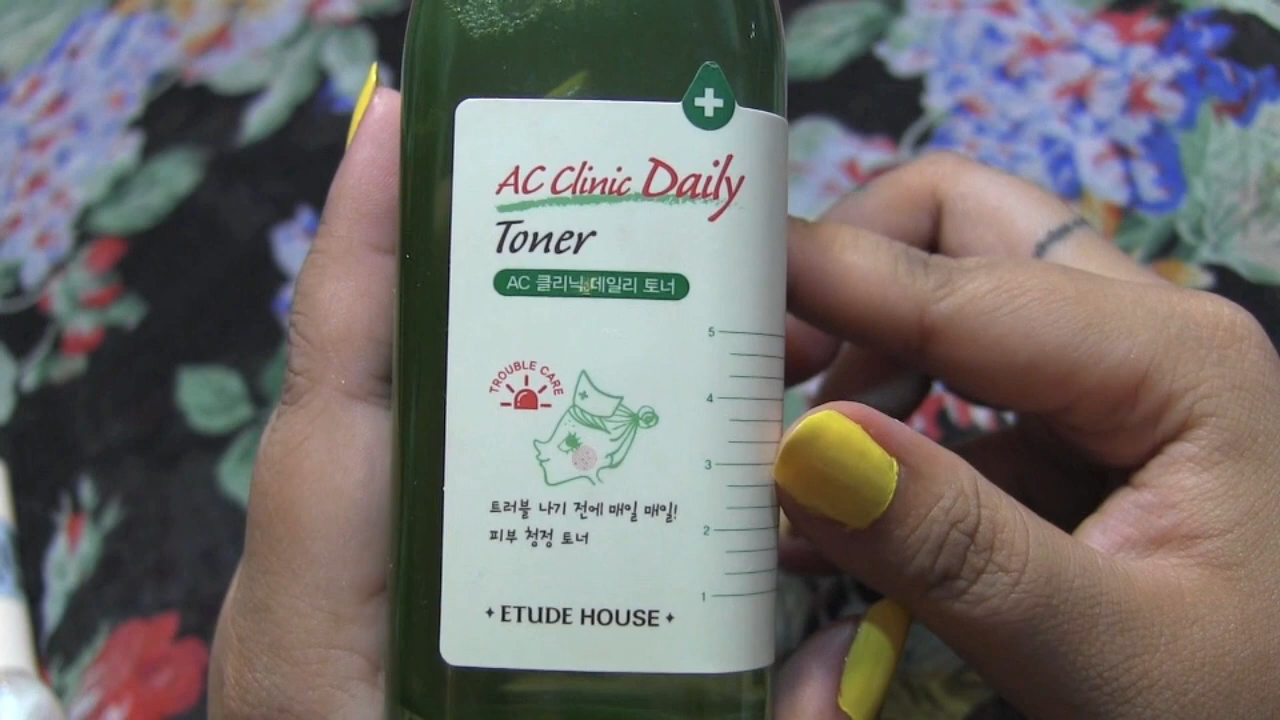 AC Clinic Daily
Toner
AC 클리닉 데일리 토너
5
TROUBLE CARE
4
3
트러블 나기 전에 매일 매일!
2
피부 청정 토너
1
ETUDE HOUSE